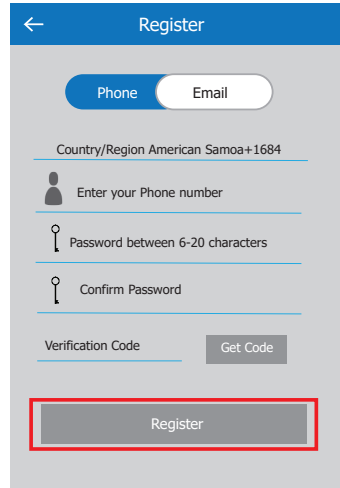 Register
Phone Email
Country/Region American Samoa+1684
Enter your Phone number
Password between 6-20 characters
Confirm Password
Verification Code Get Code
Register